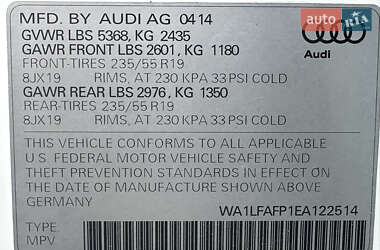 MFD. BY AUDI AG 0414
GVWR LBS 5368, KG 2435
GAWR FRONT LBS 2601, KG 1180
FRONT-TIRES 235/55 R19
8JX19 RIMS, AT 230 KPA 33 PSI COLD
GAWR REAR LBS 2976, KG 1350
REAR-TIRES 235/55 R19
8JX19 RIMS, AT 230 KPA 33 PSI COLD
THIS VEHICLE CONFORMS TO ALL APPLICABLE
U.S. FEDERAL MOTOR VEHICLE SAFETY AND
THEFT PREVENTION STANDARDS IN EFFECT ON
THE DATE OF MANUFACTURE SHOWN ABOVE
GERMANY
WA1LFAFP1EA122514
TYPE:
MPV
Audi
AUTO
RIA
.com